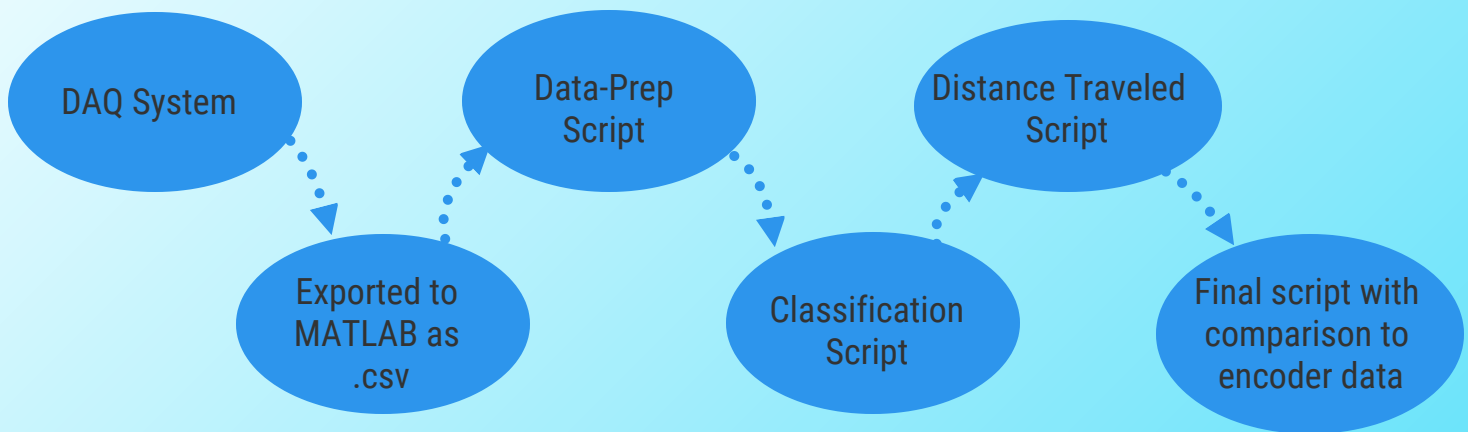 DAQ System
Exported to
MATLAB as
.csv
Data-Prep
Script
Classification
Script
Distance Traveled
Script
Final script with
comparison to
encoder data